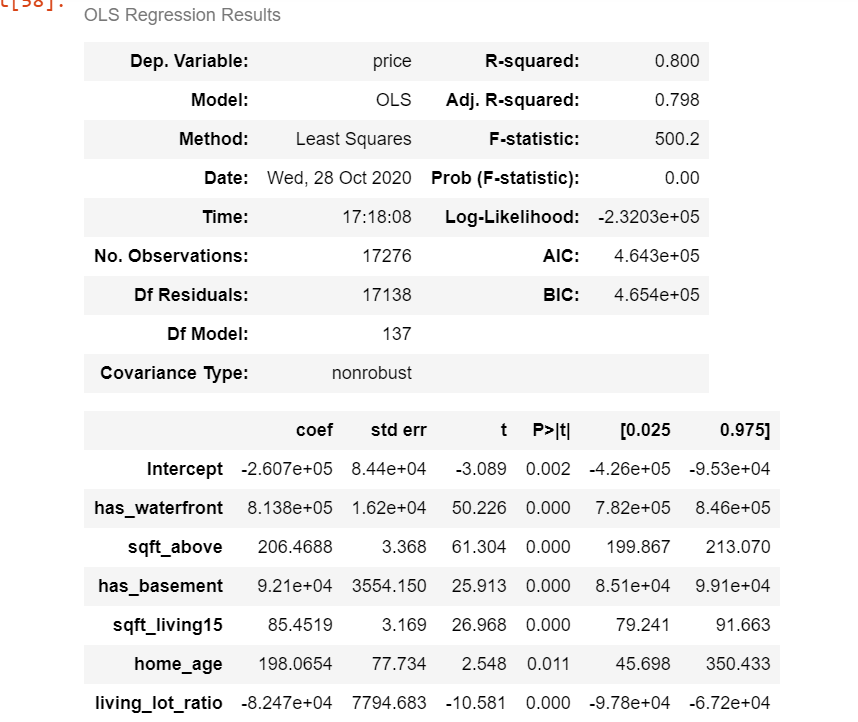 t[58]:
OLS Regression Results
Dep. Variable: price R-squared: 0.800
Model: OLS Adj. R-squared: 0.798
Method: Least Squares F-statistic: 500.2
Date: Wed, 28 Oct 2020 Prob (F-statistic): 0.00
Time: 17:18:08 Log-Likelihood: -2.3203e+05
No. Observations: 17276 AIC: 4.643e+05
Df Residuals: 17138 BIC: 4.654e+05
Df Model: 137
Covariance Type: nonrobust
coef std err t P>|t| [0.025 0.975]
Intercept -2.607e+05 8.44e+04 -3.089 0.002 -4.26e+05 -9.53e+04
has_waterfront 8.138e+05 1.62e+04 50.226 0.000 7.82e+05 8.46e+05
sqft_above 206.4688 3.368 61.304 0.000 199.867 213.070
has_basement 9.21e+04 3554.150 25.913 0.000 8.51e+04 9.91e+04
sqft_living15 85.4519 3.169 26.968 0.000 79.241 91.663
home_age 198.0654 77.734 2.548 0.011 45.698 350.433
living_lot_ratio -8.247e+04 7794.683 -10.581 0.000 -9.78e+04 -6.72e+04